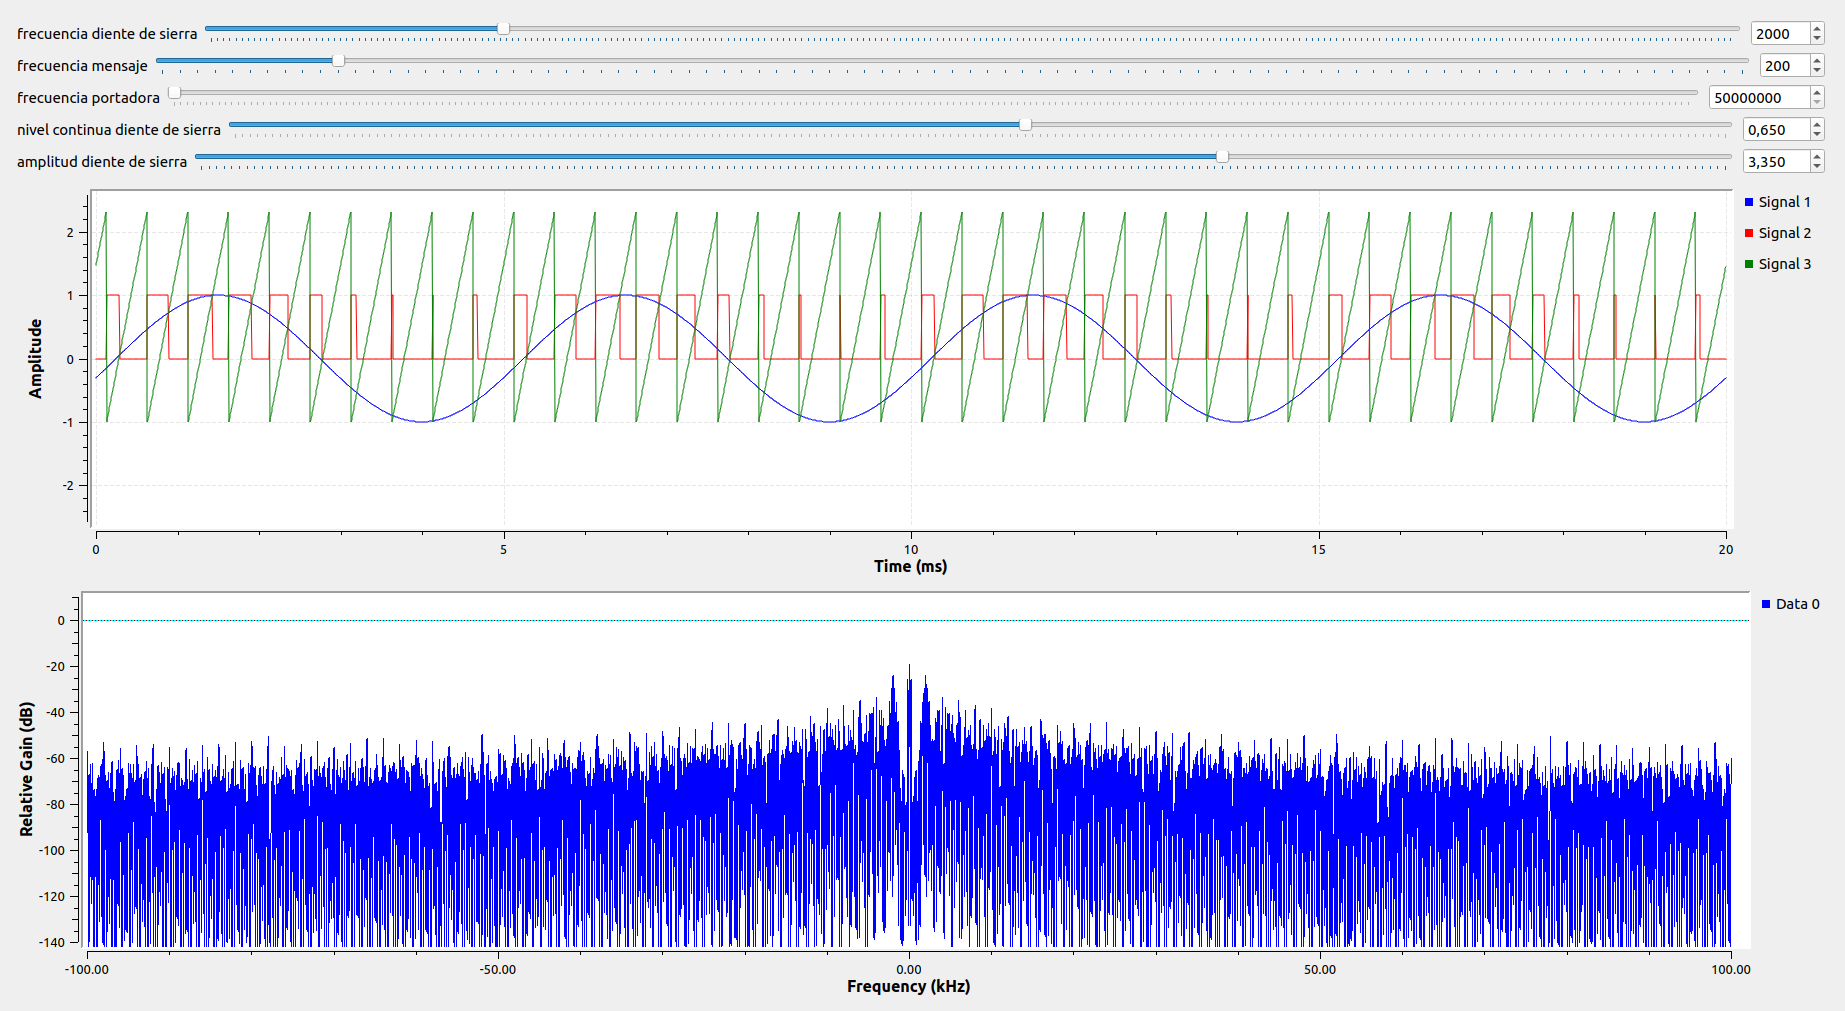 frecuencia diente de sierra 2000
frecuencia mensaje 200
frecuencia portadora 50000000
nivel continua diente de sierra 0,650
amplitud diente de sierra 3,350
Signal 1
Signal 2
Signal 3
Amplitude
2
1
0
-1
-2
0 5 10 15 20
Time (ms)
Data 0
Relative Gain (dB)
0
-20
-40
-60
-80
-100
-120
-140
-100.00 -50.00 0.00 50.00 100.00
Frequency (kHz)